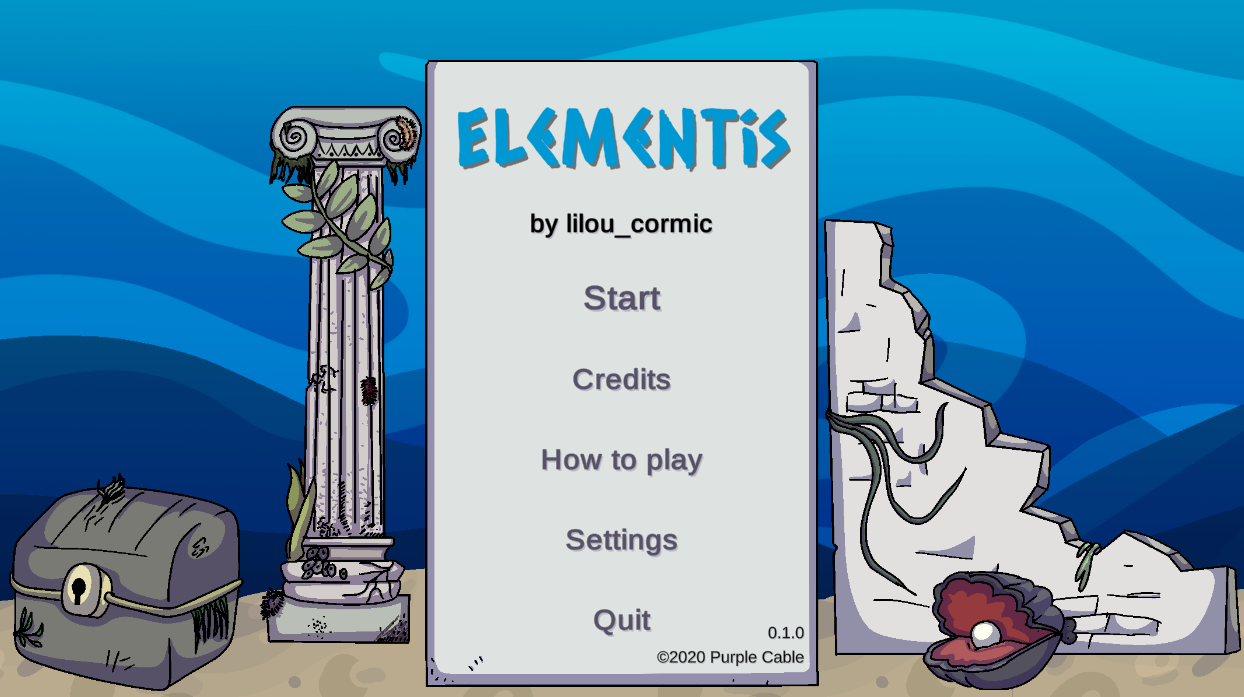 ELEMENTiS
by lilou_cormic
Start
Credits
How to play
Settings
Quit
0.1.0
©2020 Purple Cable